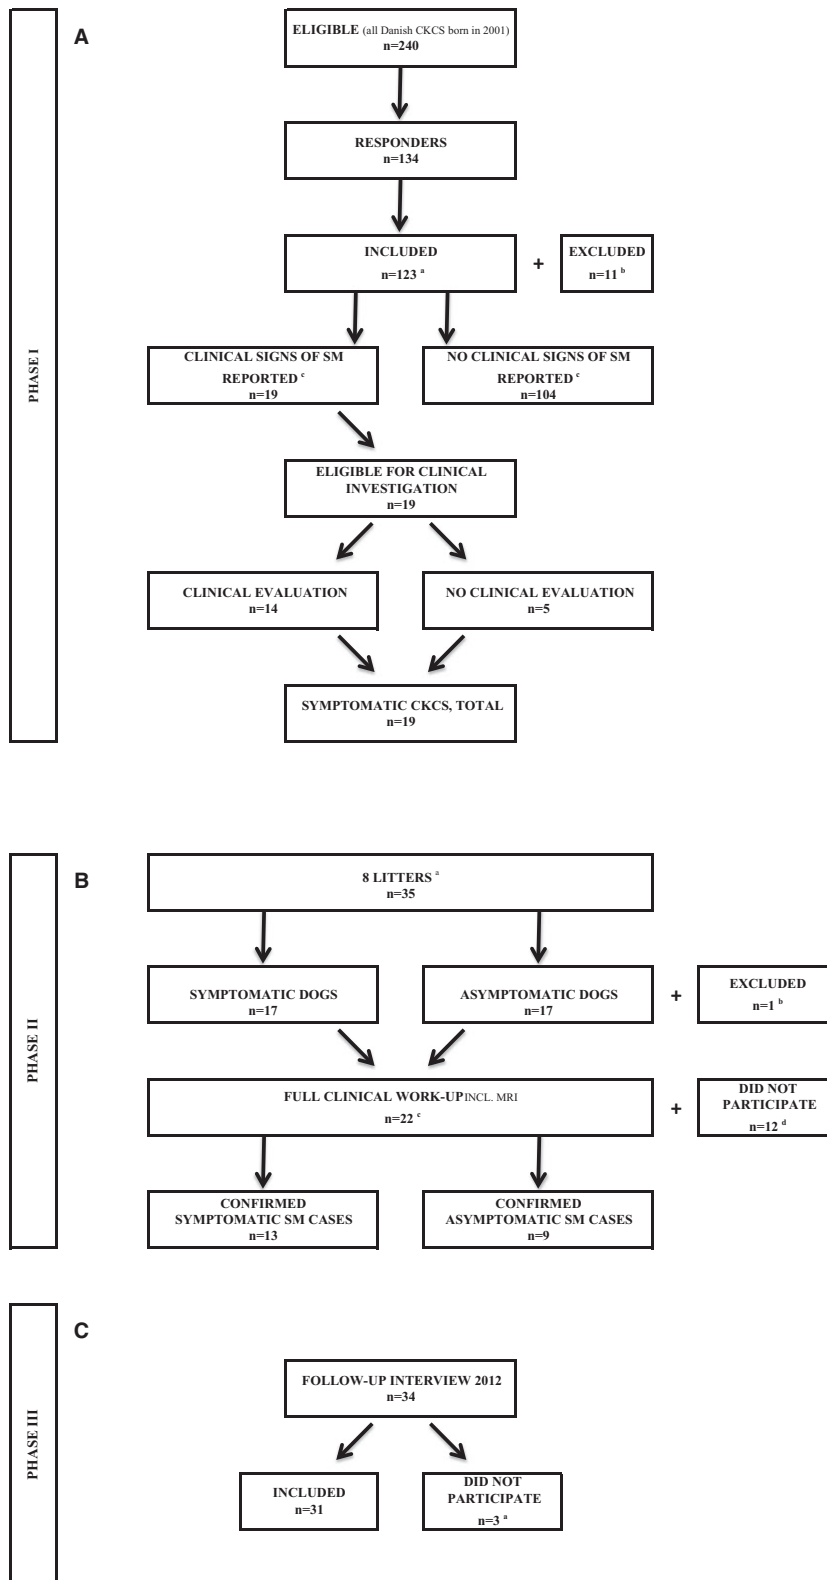 PHASE I
A
ELIGIBLE (all Danish CKCS born in 2001)
n=240
RESPONDERS
n=134
INCLUDED
n=123 a
+
EXCLUDED
n=11 b
CLINICAL SIGNS OF SM
REPORTED c
n=19
NO CLINICAL SIGNS OF SM
REPORTED c
n=104
ELIGIBLE FOR CLINICAL
INVESTIGATION
n=19
CLINICAL EVALUATION
n=14
NO CLINICAL EVALUATION
n=5
SYMPTOMATIC CKCS, TOTAL
n=19
PHASE II
B
8 LITTERS a
n=35
SYMPTOMATIC DOGS
n=17
ASYMPTOMATIC DOGS
n=17
+
EXCLUDED
n=1 b
FULL CLINICAL WORK-UP INCL. MRI
n=22 c
+
DID NOT
PARTICIPATE
n=12 d
CONFIRMED
SYMPTOMATIC SM CASES
n=13
CONFIRMED
ASYMPTOMATIC SM CASES
n=9
PHASE III
C
FOLLOW-UP INTERVIEW 2012
n=34
INCLUDED
n=31
DID NOT
PARTICIPATE
n=3 a